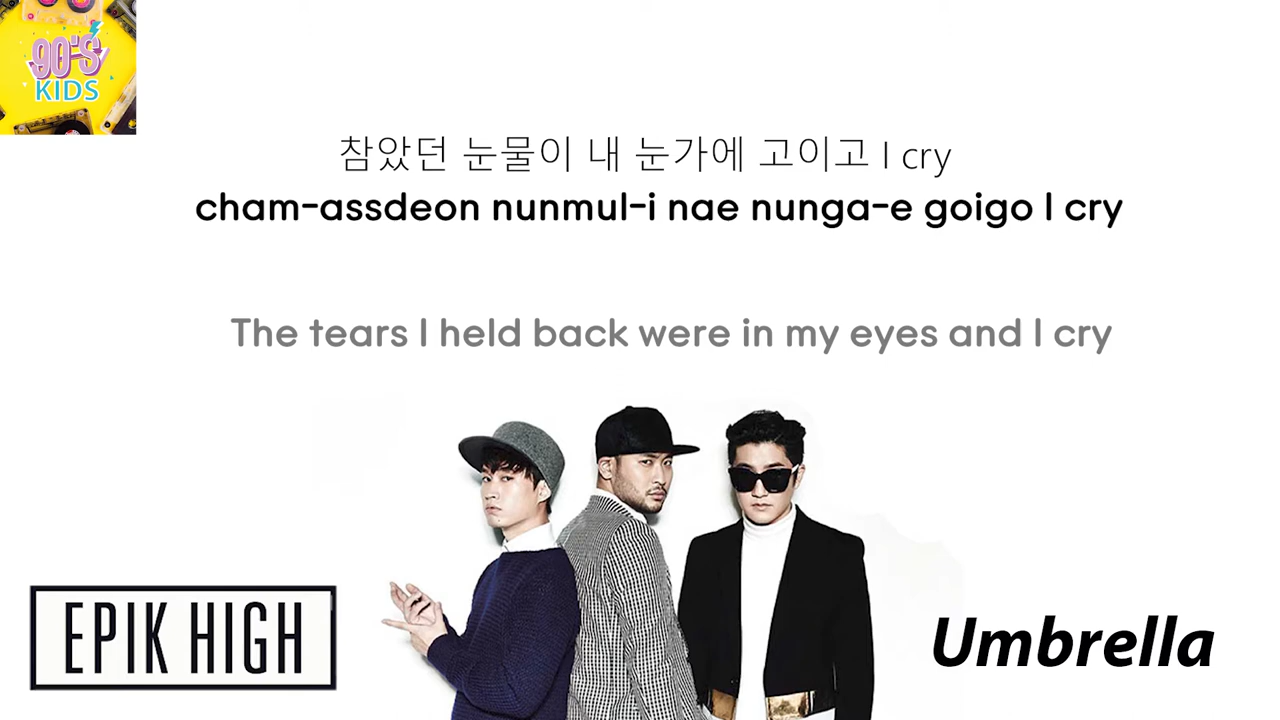 90'S
KIDS
참았던 눈물이 내 눈가에 고이고 I cry
cham-assdeon nunmul-i nae nunga-e goigo I cry
The tears I held back were in my eyes and I cry
EPIK HIGH
Umbrella